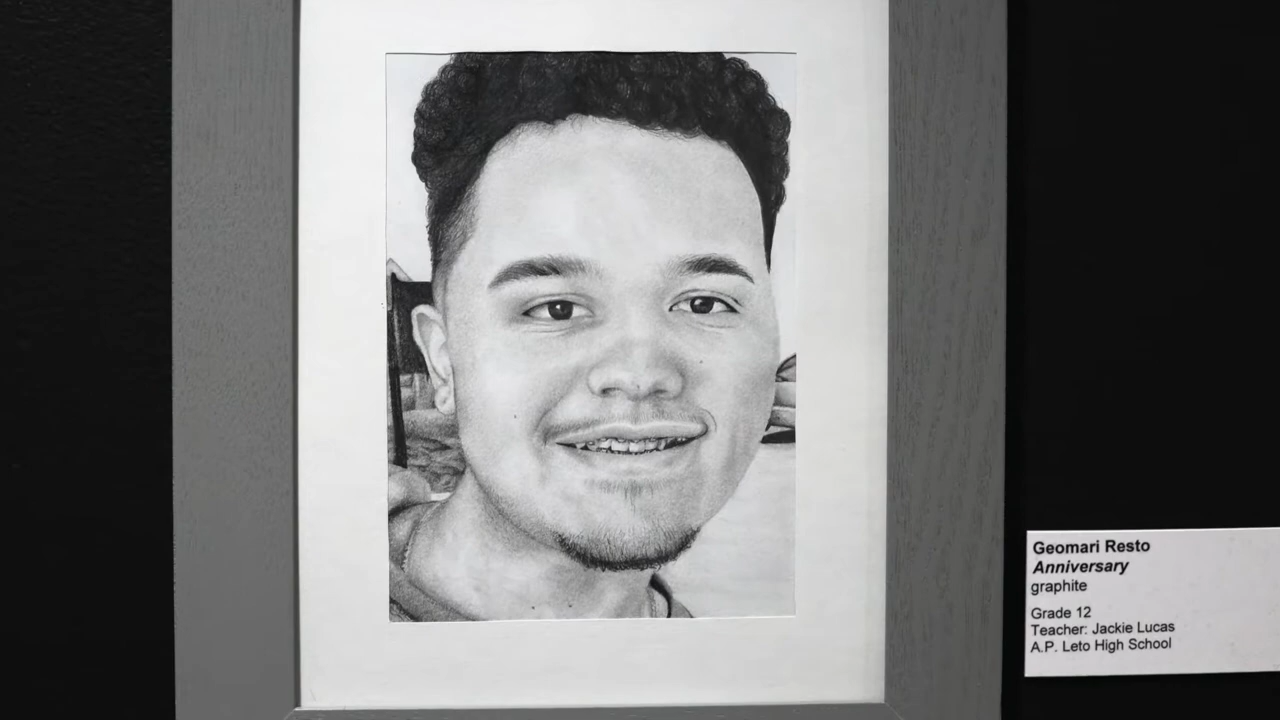 Geomari Resto
Anniversary
graphite
Grade 12
Teacher: Jackie Lucas
A.P. Leto High School